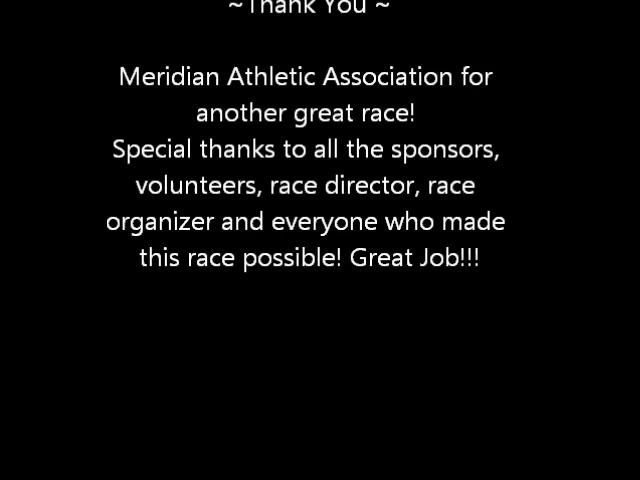 ~Thank You ~
Meridian Athletic Association for
another great race!
Special thanks to all the sponsors,
volunteers, race director, race
organizer and everyone who made
this race possible! Great Job!!!